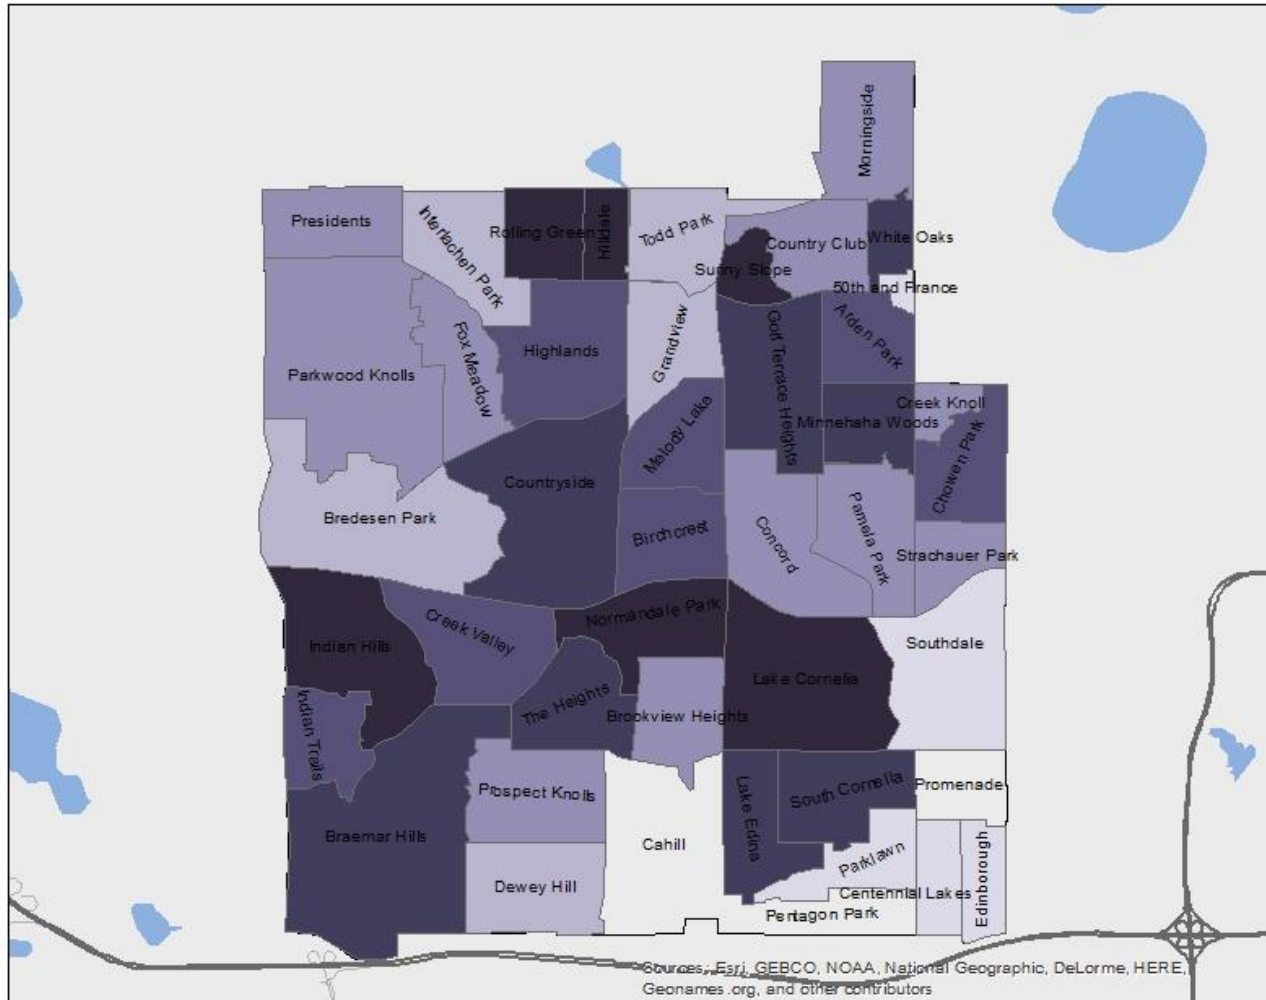 Morningside
Presidents
Interlachen Park
Rolling Green
Hilldale
Todd Park
Country Club
White Oaks
Sunny Slope
50th and France
Parkwood Knolls
Fox Meadow
Highlands
Grandview
Golf Terrace Heights
Arden Park
Melody Lake
Minnehaha Woods
Creek Knoll
Chowen Park
Bredesen Park
Countryside
Birchcrest
Concord
Pamela Park
Strachauer Park
Indian Hills
Creek Valley
Normandale Park
Lake Cornelia
Southdale
Indian Trails
The Heights
Brookview Heights
Braemar Hills
Prospect Knolls
Cahill
Lake Edina
South Cornelia
Promenade
Dewey Hill
Parklawn
Centennial Lakes
Edinborough
Pentagon Park
Sources: Esri, GEBCO, NOAA, National Geographic, DeLorme, HERE,
Geonames.org, and other contributors